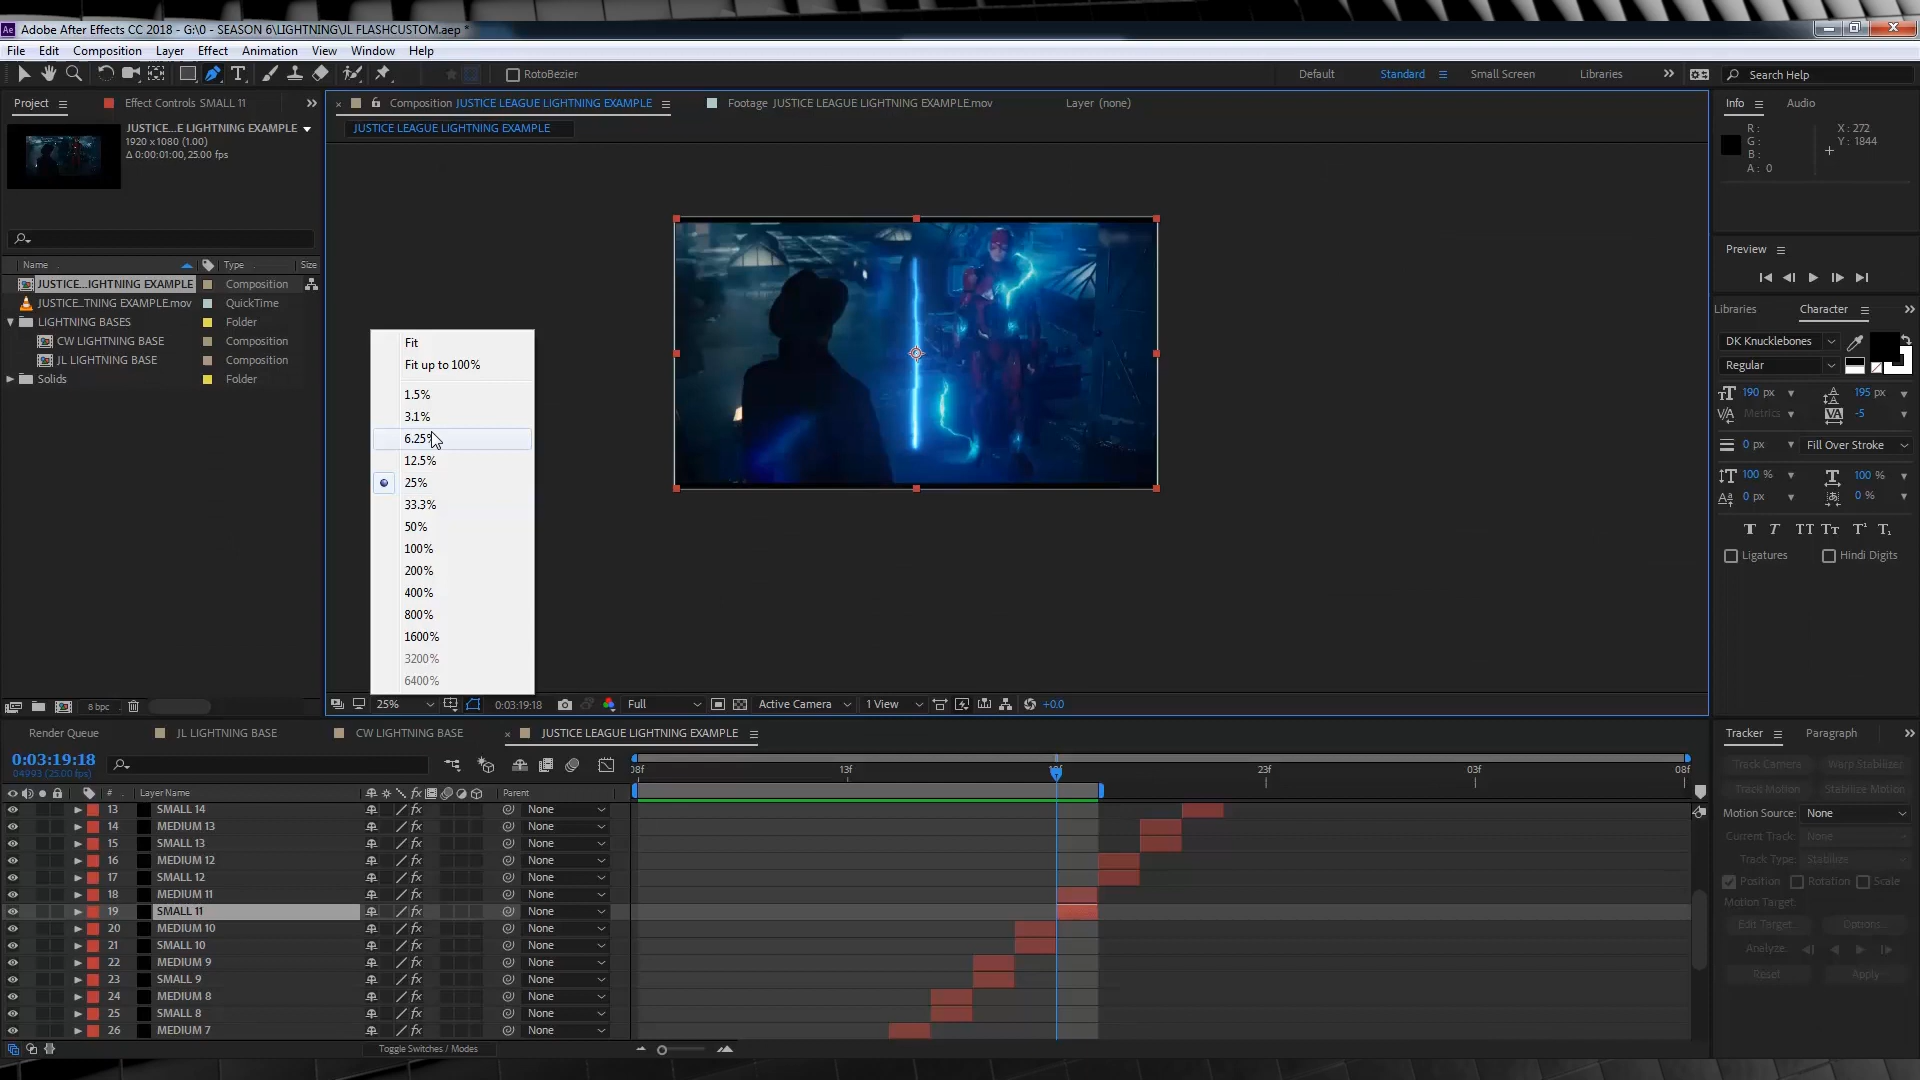 Adobe After Effects CC 2018 - G:\0 - SEASON 6\LIGHTNING\JL FLASHCUSTOM.aep *
File Edit Composition Layer Effect Animation View Window Help
RotoBezier Default Standard Small Screen Libraries Search Help
Project Effect Controls SMALL 11
Composition JUSTICE LEAGUE LIGHTNING EXAMPLE Footage JUSTICE LEAGUE LIGHTNING EXAMPLE.mov Layer (none)
JUSTICE LEAGUE LIGHTNING EXAMPLE
JUSTICE...E LIGHTNING EXAMPLE
1920 x 1080 (1.00)
Δ 0:00:01:00, 25.00 fps
Name Type Size
JUSTICE...IGHTNING EXAMPLE Composition
JUSTICE...TNING EXAMPLE.mov QuickTime
LIGHTNING BASES Folder
CW LIGHTNING BASE Composition
JL LIGHTNING BASE Composition
Solids Folder
8 bpc
Fit
Fit up to 100%
1.5%
3.1%
6.25%
12.5%
25%
33.3%
50%
100%
200%
400%
800%
1600%
3200%
6400%
25% 0:03:19:18 Full Active Camera 1 View +0.0
Info Audio
R :
G :
B :
A : 0
X : 272
Y : 1844
Preview
Libraries Character
DK Knucklebones
Regular
190 px 195 px
Metrics -5
0 px Fill Over Stroke
100 % 100 %
0 px 0 %
T T TT Tt T¹ T₁
Ligatures Hindi Digits
Render Queue JL LIGHTNING BASE CW LIGHTNING BASE JUSTICE LEAGUE LIGHTNING EXAMPLE
0:03:19:18
04993 (25.00 fps)
08f 13f 23f 03f 08f
# Layer Name Parent
13 SMALL 14 None
14 MEDIUM 13 None
15 SMALL 13 None
16 MEDIUM 12 None
17 SMALL 12 None
18 MEDIUM 11 None
19 SMALL 11 None
20 MEDIUM 10 None
21 SMALL 10 None
22 MEDIUM 9 None
23 SMALL 9 None
24 MEDIUM 8 None
25 SMALL 8 None
26 MEDIUM 7 None
Toggle Switches / Modes
Tracker Paragraph
Track Camera Warp Stabilizer
Track Motion Stabilize Motion
Motion Source: None
Current Track: None
Track Type: Stabilize
Position Rotation Scale
Motion Target:
Edit Target... Options...
Analyze:
Reset Apply